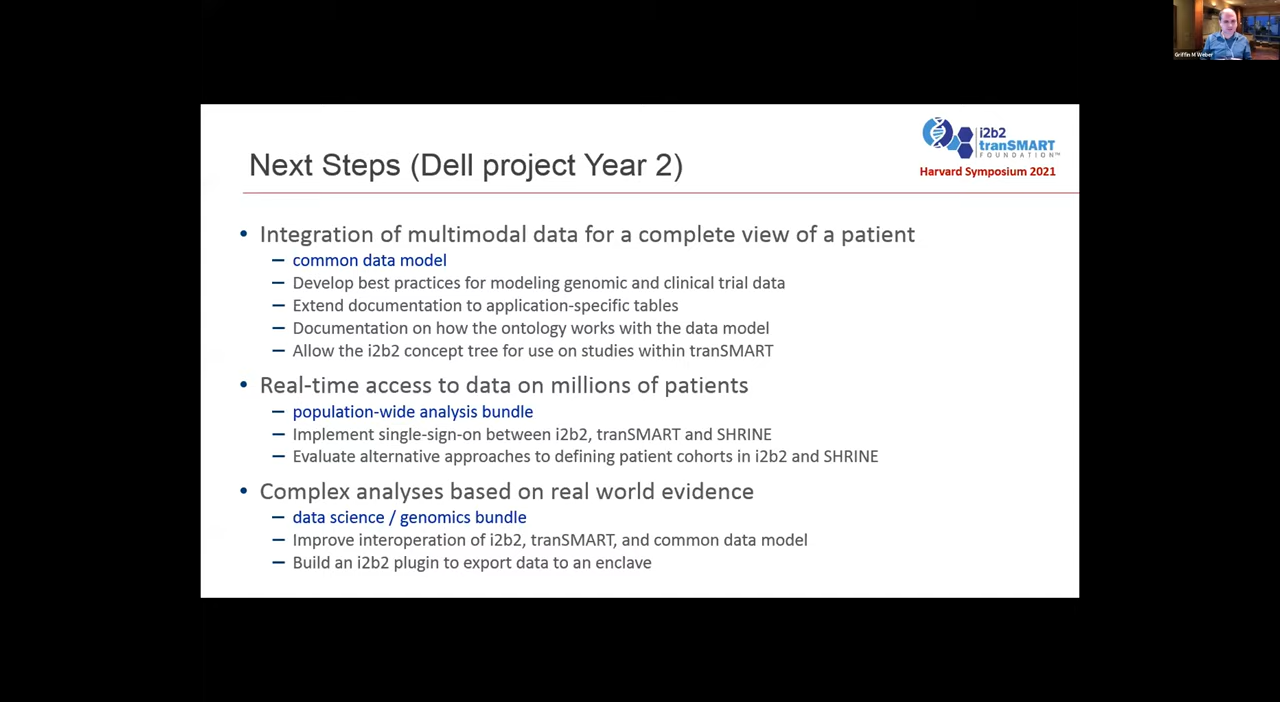 Griffin M Weber
i2b2
tranSMART
FOUNDATION™
Harvard Symposium 2021
Next Steps (Dell project Year 2)
• Integration of multimodal data for a complete view of a patient
– common data model
– Develop best practices for modeling genomic and clinical trial data
– Extend documentation to application-specific tables
– Documentation on how the ontology works with the data model
– Allow the i2b2 concept tree for use on studies within tranSMART
• Real-time access to data on millions of patients
– population-wide analysis bundle
– Implement single-sign-on between i2b2, tranSMART and SHRINE
– Evaluate alternative approaches to defining patient cohorts in i2b2 and SHRINE
• Complex analyses based on real world evidence
– data science / genomics bundle
– Improve interoperation of i2b2, tranSMART, and common data model
– Build an i2b2 plugin to export data to an enclave